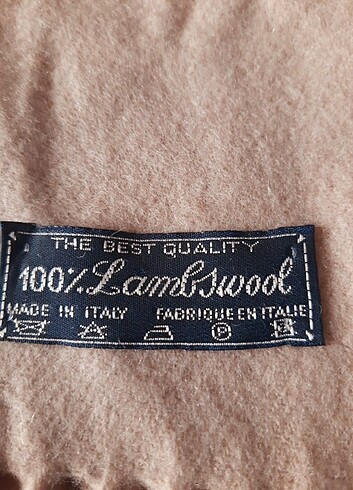 THE BEST QUALITY
100% Lambswool
MADE IN ITALY FABRIQUE EN ITALIE
P